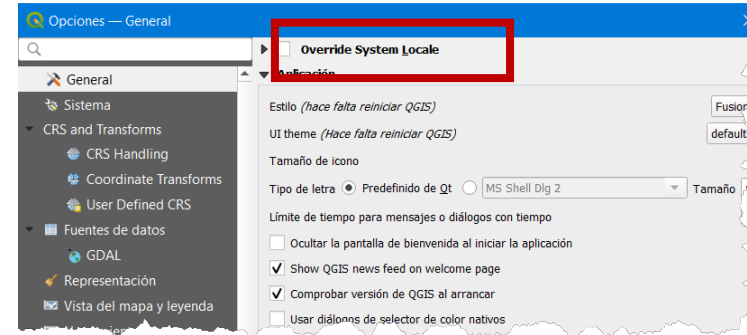 Opciones — General
Override System Locale
General
Aplicación
Sistema
Estilo (hace falta reiniciar QGIS)
Fusion
CRS and Transforms
UI theme (Hace falta reiniciar QGIS)
default
CRS Handling
Tamaño de icono
Coordinate Transforms
Tipo de letra Predefinido de Qt MS Shell Dlg 2 Tamaño
User Defined CRS
Límite de tiempo para mensajes o diálogos con tiempo
Fuentes de datos
Ocultar la pantalla de bienvenida al iniciar la aplicación
GDAL
Show QGIS news feed on welcome page
Representación
Comprobar versión de QGIS al arrancar
Vista del mapa y leyenda
Usar diálogos de selector de color nativos